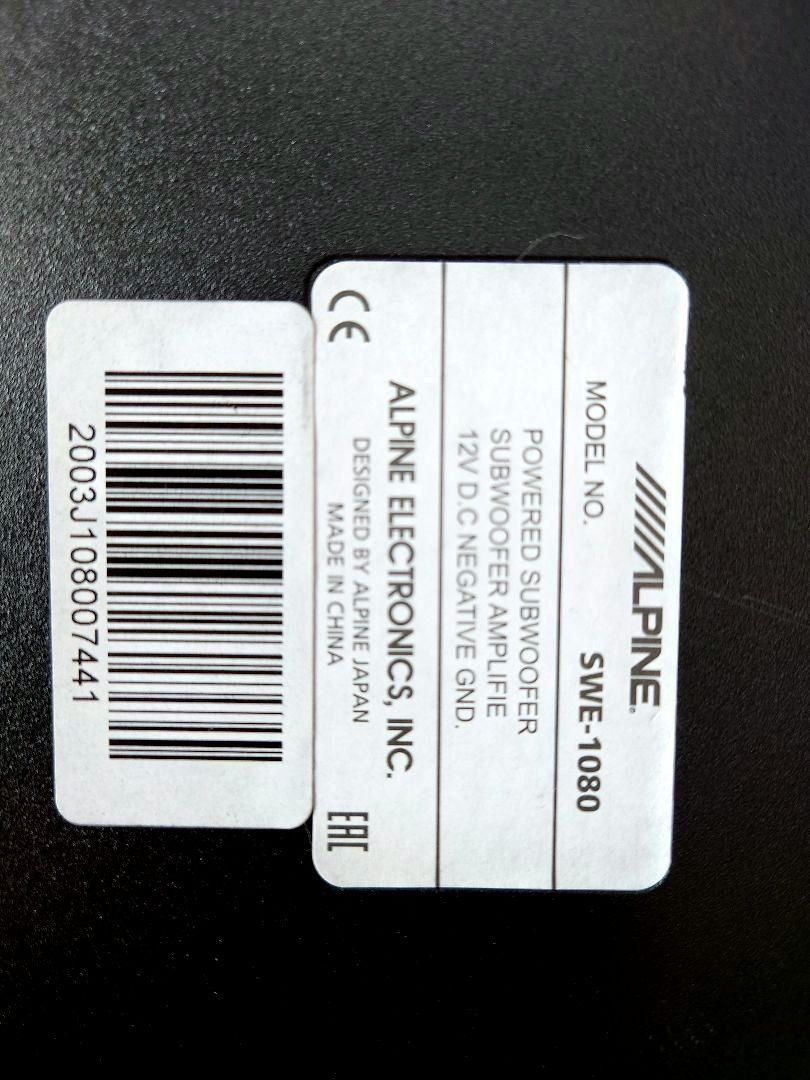 ALPINE®
MODEL NO. SWE-1080
POWERED SUBWOOFER
SUBWOOFER AMPLIFIE
12V D.C NEGATIVE GND.
ALPINE ELECTRONICS, INC.
DESIGNED BY ALPINE JAPAN
MADE IN CHINA
CE
EAC
2003J108007441